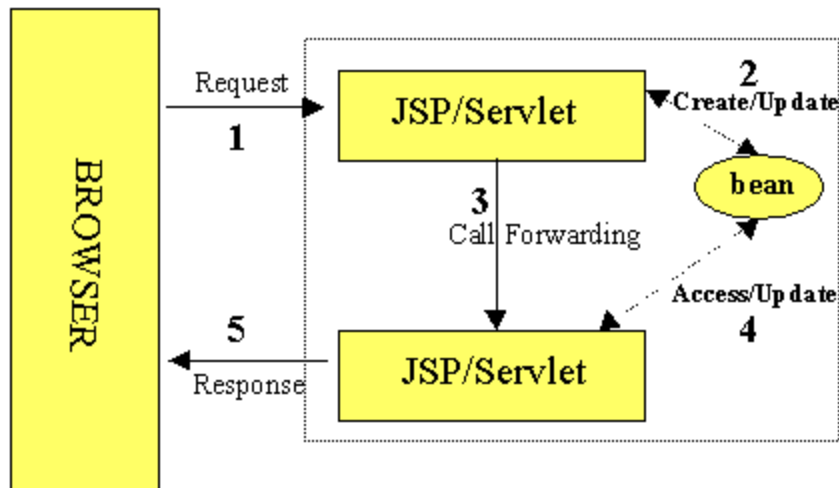 BROWSER
Request
1
JSP/Servlet
2
Create/Update
bean
3
Call Forwarding
Access/Update
4
5
Response
JSP/Servlet